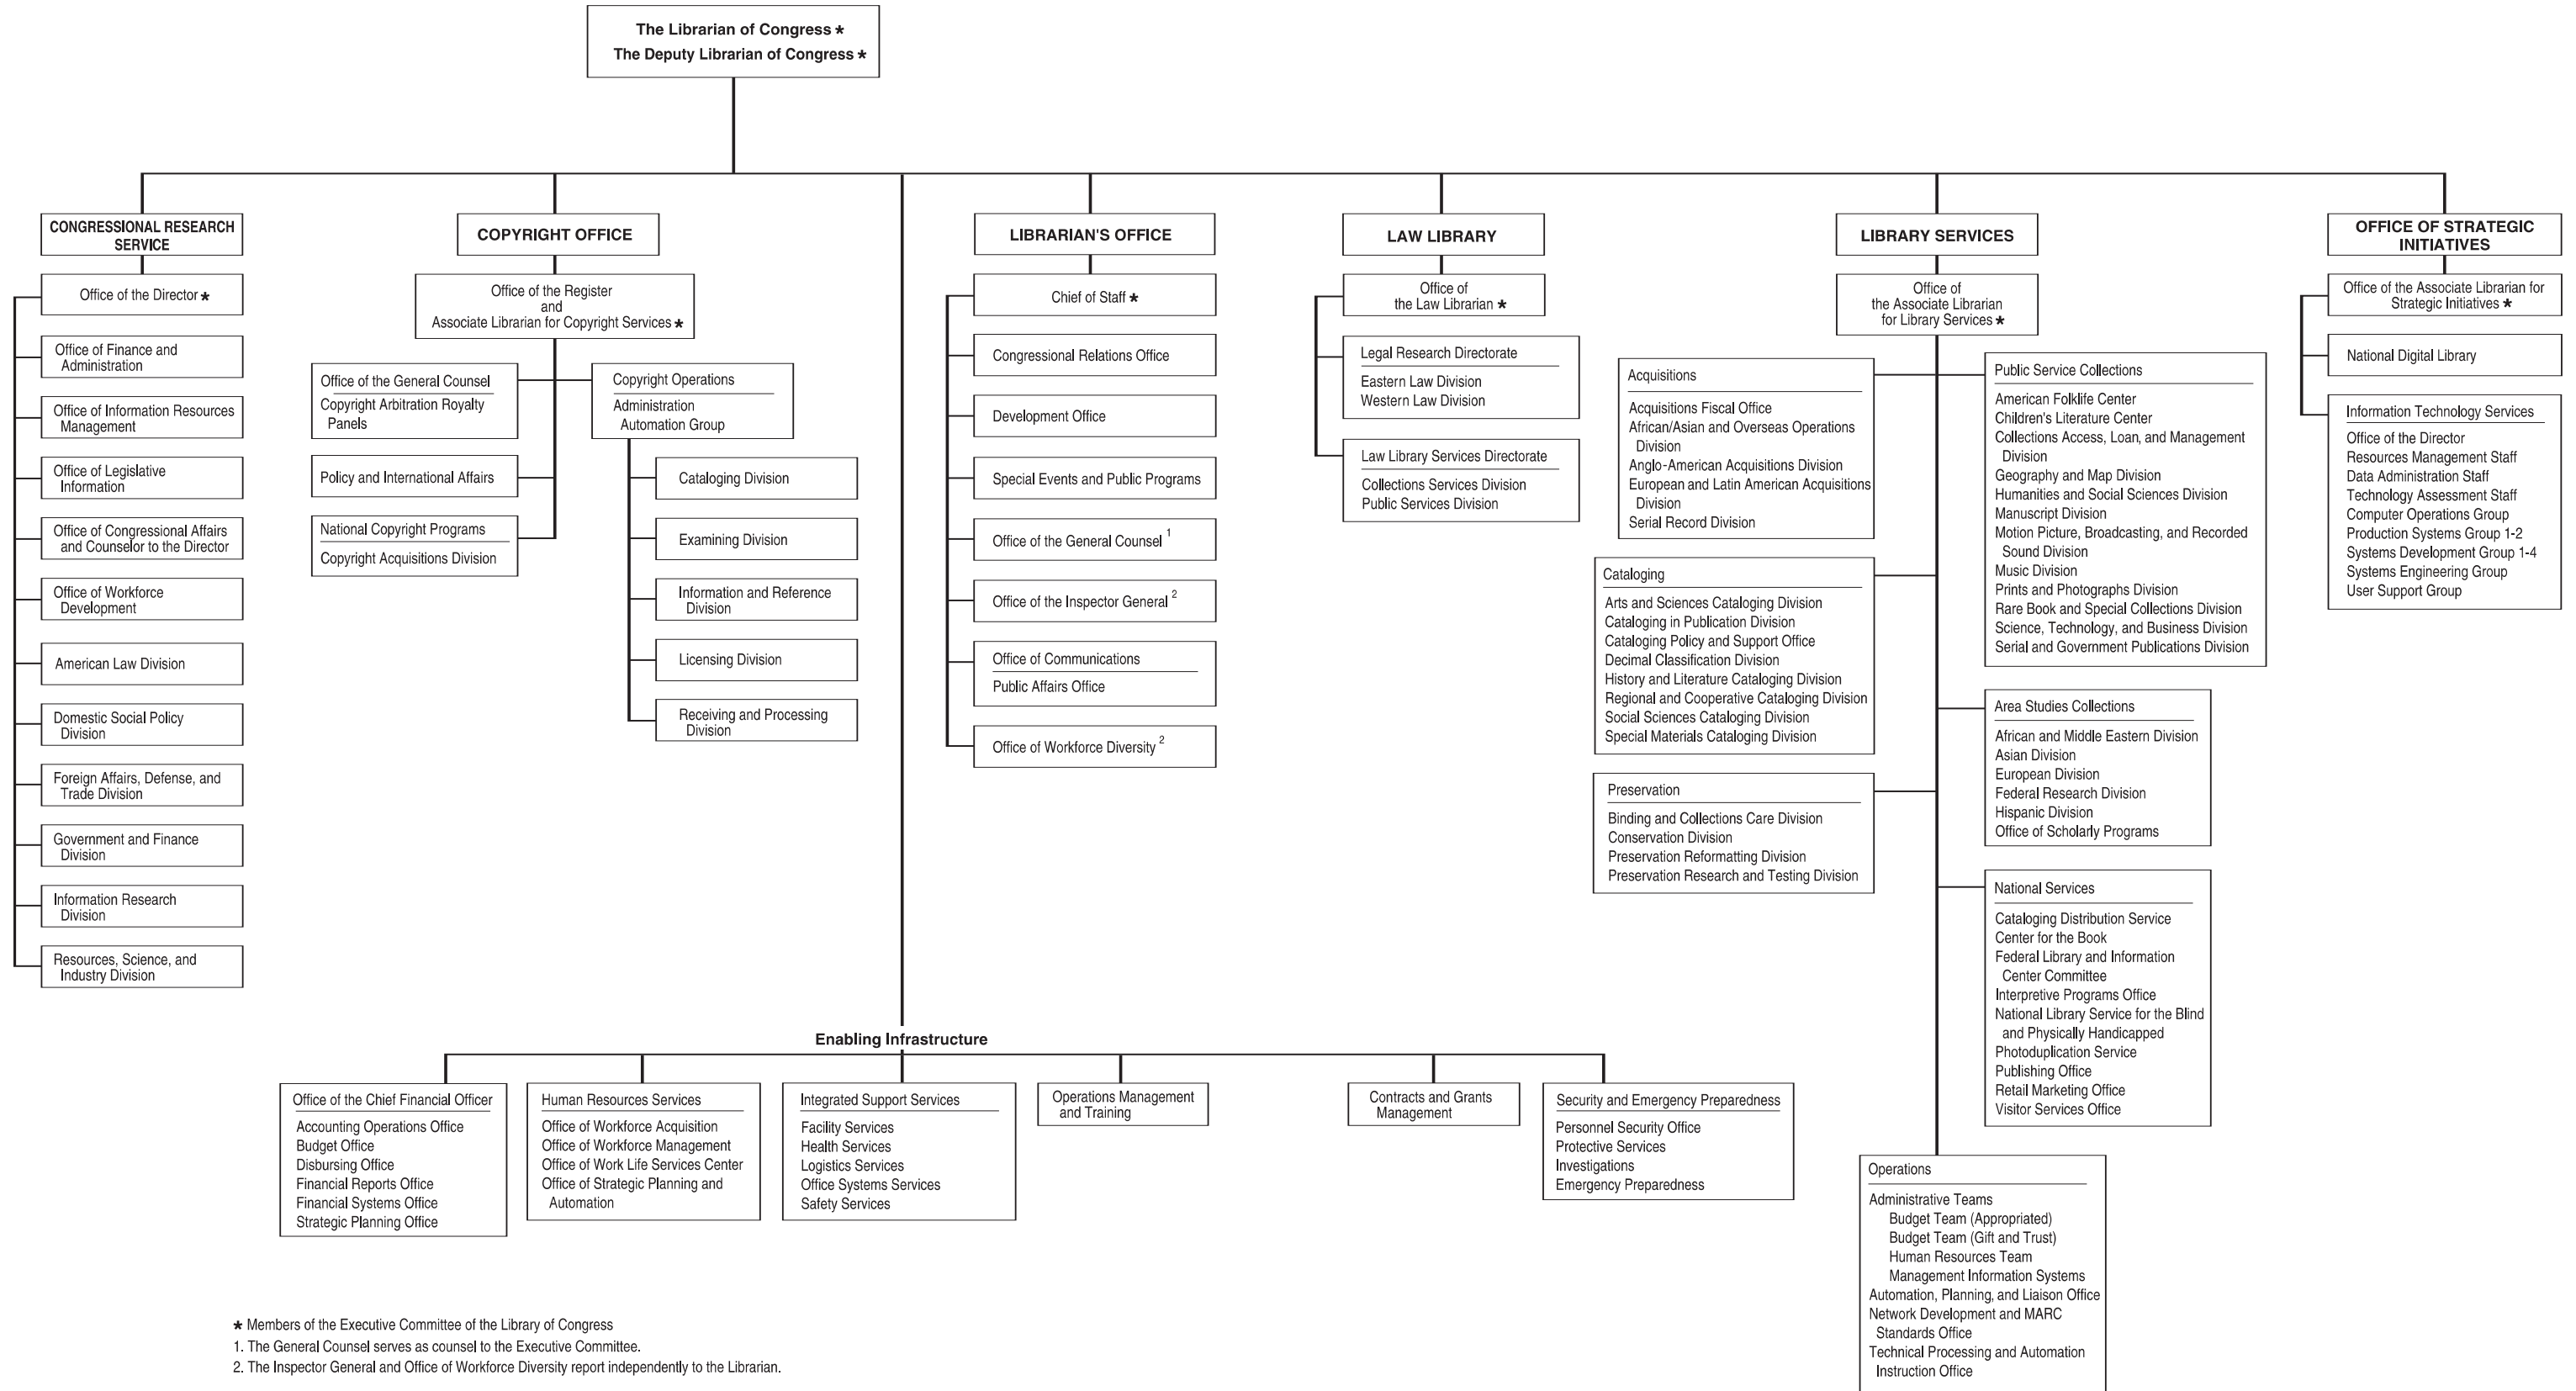 The Librarian of Congress *
The Deputy Librarian of Congress *
CONGRESSIONAL RESEARCH
SERVICE
Office of the Director *
Office of Finance and
Administration
Office of Information Resources
Management
Office of Legislative
Information
Office of Congressional Affairs
and Counselor to the Director
Office of Workforce
Development
American Law Division
Domestic Social Policy
Division
Foreign Affairs, Defense, and
Trade Division
Government and Finance
Division
Information Research
Division
Resources, Science, and
Industry Division
COPYRIGHT OFFICE
Office of the Register
and
Associate Librarian for Copyright Services *
Office of the General Counsel
Copyright Arbitration Royalty
Panels
Policy and International Affairs
National Copyright Programs
Copyright Acquisitions Division
Copyright Operations
Administration
Automation Group
Cataloging Division
Examining Division
Information and Reference
Division
Licensing Division
Receiving and Processing
Division
LIBRARIAN'S OFFICE
Chief of Staff *
Congressional Relations Office
Development Office
Special Events and Public Programs
Office of the General Counsel 1
Office of the Inspector General 2
Office of Communications
Public Affairs Office
Office of Workforce Diversity 2
LAW LIBRARY
Office of
the Law Librarian *
Legal Research Directorate
Eastern Law Division
Western Law Division
Law Library Services Directorate
Collections Services Division
Public Services Division
LIBRARY SERVICES
Office of
the Associate Librarian
for Library Services *
Acquisitions
Acquisitions Fiscal Office
African/Asian and Overseas Operations
Division
Anglo-American Acquisitions Division
European and Latin American Acquisitions
Division
Serial Record Division
Cataloging
Arts and Sciences Cataloging Division
Cataloging in Publication Division
Cataloging Policy and Support Office
Decimal Classification Division
History and Literature Cataloging Division
Regional and Cooperative Cataloging Division
Social Sciences Cataloging Division
Special Materials Cataloging Division
Preservation
Binding and Collections Care Division
Conservation Division
Preservation Reformatting Division
Preservation Research and Testing Division
Public Service Collections
American Folklife Center
Children's Literature Center
Collections Access, Loan, and Management
Division
Geography and Map Division
Humanities and Social Sciences Division
Manuscript Division
Motion Picture, Broadcasting, and Recorded
Sound Division
Music Division
Prints and Photographs Division
Rare Book and Special Collections Division
Science, Technology, and Business Division
Serial and Government Publications Division
Area Studies Collections
African and Middle Eastern Division
Asian Division
European Division
Federal Research Division
Hispanic Division
Office of Scholarly Programs
National Services
Cataloging Distribution Service
Center for the Book
Federal Library and Information
Center Committee
Interpretive Programs Office
National Library Service for the Blind
and Physically Handicapped
Photoduplication Service
Publishing Office
Retail Marketing Office
Visitor Services Office
Operations
Administrative Teams
Budget Team (Appropriated)
Budget Team (Gift and Trust)
Human Resources Team
Management Information Systems
Automation, Planning, and Liaison Office
Network Development and MARC
Standards Office
Technical Processing and Automation
Instruction Office
OFFICE OF STRATEGIC
INITIATIVES
Office of the Associate Librarian for
Strategic Initiatives *
National Digital Library
Information Technology Services
Office of the Director
Resources Management Staff
Data Administration Staff
Technology Assessment Staff
Computer Operations Group
Production Systems Group 1-2
Systems Development Group 1-4
Systems Engineering Group
User Support Group
Enabling Infrastructure
Office of the Chief Financial Officer
Accounting Operations Office
Budget Office
Disbursing Office
Financial Reports Office
Financial Systems Office
Strategic Planning Office
Human Resources Services
Office of Workforce Acquisition
Office of Workforce Management
Office of Work Life Services Center
Office of Strategic Planning and
Automation
Integrated Support Services
Facility Services
Health Services
Logistics Services
Office Systems Services
Safety Services
Operations Management
and Training
Contracts and Grants
Management
Security and Emergency Preparedness
Personnel Security Office
Protective Services
Investigations
Emergency Preparedness
* Members of the Executive Committee of the Library of Congress
1. The General Counsel serves as counsel to the Executive Committee.
2. The Inspector General and Office of Workforce Diversity report independently to the Librarian.